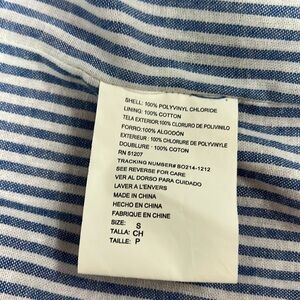 SHELL: 100% POLYVINYL CHLORIDE
LINING: 100% COTTON
TELA EXTERIOR:100% CLORURO DE POLIVINILO
FORRO:100% ALGODÓN
EXTERIEUR : 100% CHLORURE DE POLYVINYLE
DOUBLURE : 100% COTON
RN 51207
TRACKING NUMBER# BO214-1212
SEE REVERSE FOR CARE
VER AL DORSO PARA CUIDADO
LAVER A L'ENVERS
MADE IN CHINA
HECHO EN CHINA
FABRIQUE EN CHINE
SIZE: S
TALLA: CH
TAILLE: P